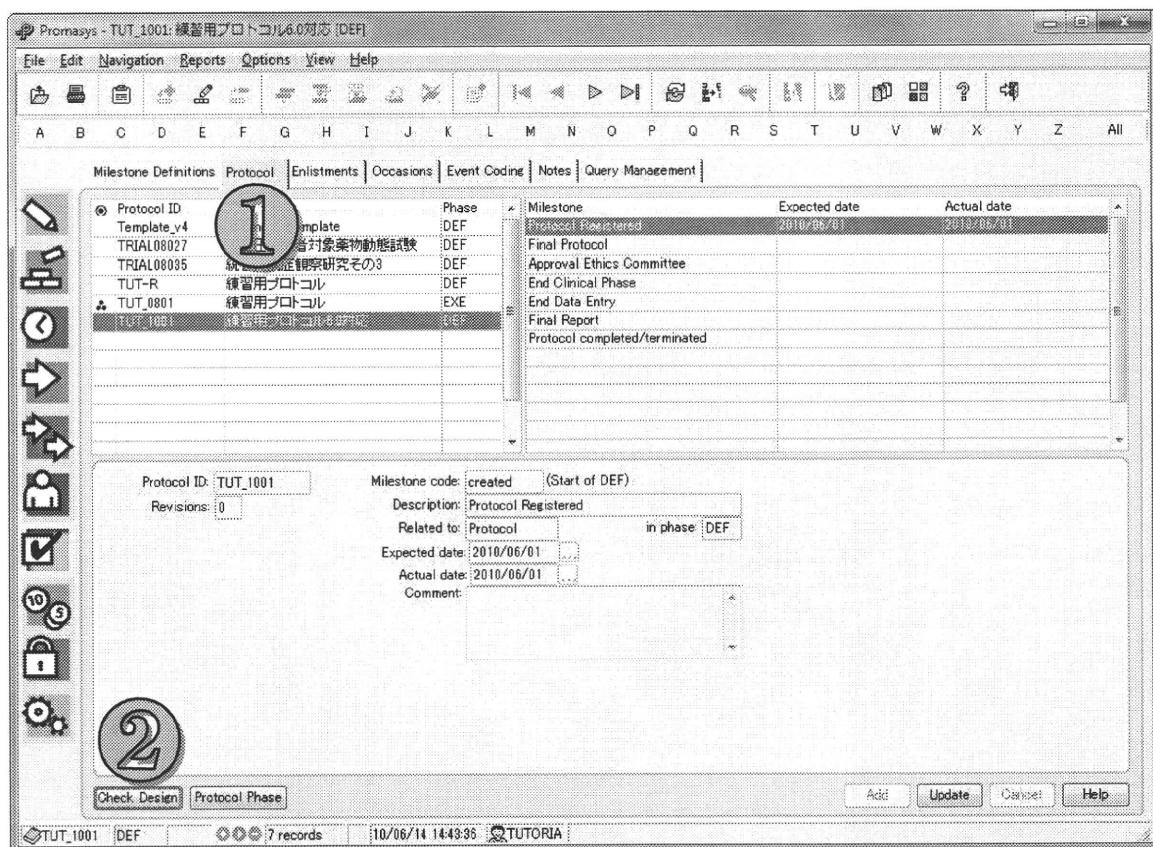 Promasys - TUT_1001: 練習用プロトコル6.0対応 [DEF]
File Edit Navigation Reports Options View Help
A B C D E F G H I J K L M N O P Q R S T U V W X Y Z All
Milestone Definitions Protocol Enlistments Occasions Event Coding Notes Query Management
Protocol ID Phase Milestone Expected date Actual date
Template_v4 mplate DEF Protocol Registered 2010/06/01 2010/06/01
TRIAL08027 者対象薬物動態試験 DEF Final Protocol
TRIAL08035 観察研究その3 DEF Approval Ethics Committee
TUT-R 練習用プロトコル DEF End Clinical Phase
TUT_0801 練習用プロトコル EXE End Data Entry
TUT_1001 練習用プロトコル6.0対応 DEF Final Report
Protocol completed/terminated
1
Protocol ID: TUT_1001 Milestone code: created (Start of DEF)
Revisions: 0 Description: Protocol Registered
Related to: Protocol in phase: DEF
Expected date: 2010/06/01 ...
Actual date: 2010/06/01 ...
Comment:
10 5
1
2
Check Design Protocol Phase Add Update Cancel Help
TUT_1001 DEF 7 records 10/06/14 14:43:36 TUTORIA